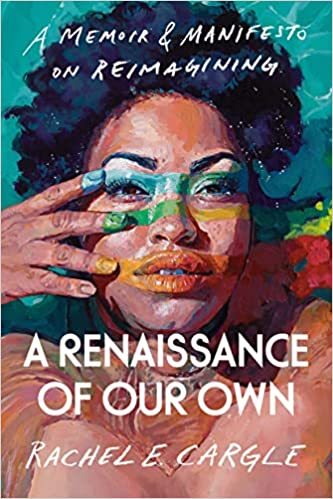 A MEMOIR & MANIFESTO
ON REIMAGINING
A RENAISSANCE
OF OUR OWN
RACHEL E. CARGLE